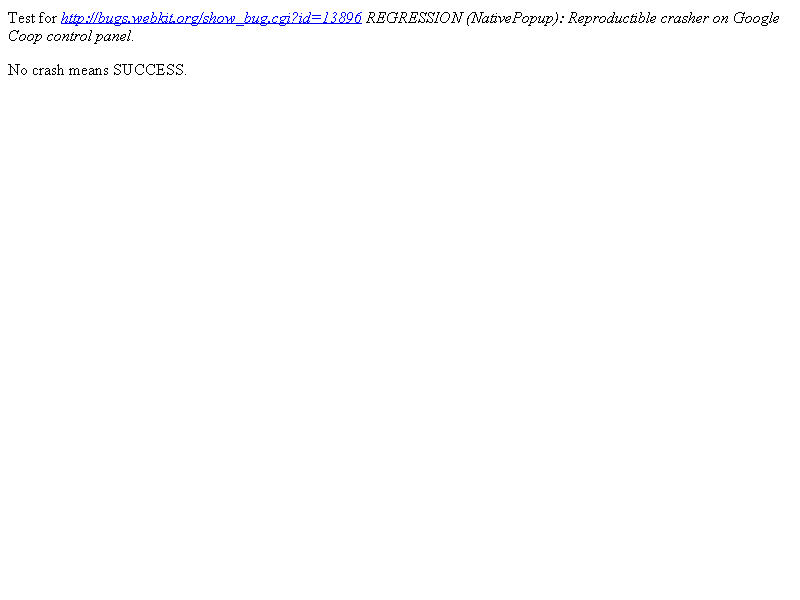 Test for http://bugs.webkit.org/show_bug.cgi?id=13896 REGRESSION (NativePopup): Reproductible crasher on Google
Coop control panel.
No crash means SUCCESS.